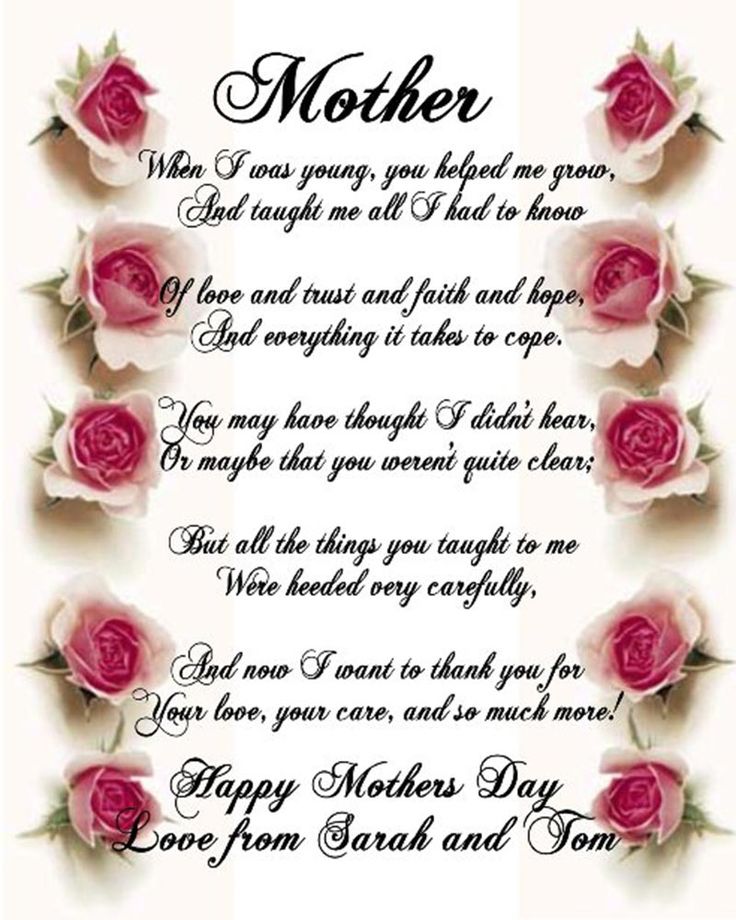 Mother
When I was young, you helped me grow,
And taught me all I had to know
Of love and trust and faith and hope,
And everything it takes to cope.
You may have thought I didn't hear,
Or maybe that you weren't quite clear;
But all the things you taught to me
Were heeded very carefully,
And now I want to thank you for
Your love, your care, and so much more!
Happy Mothers Day
Love from Sarah and Tom